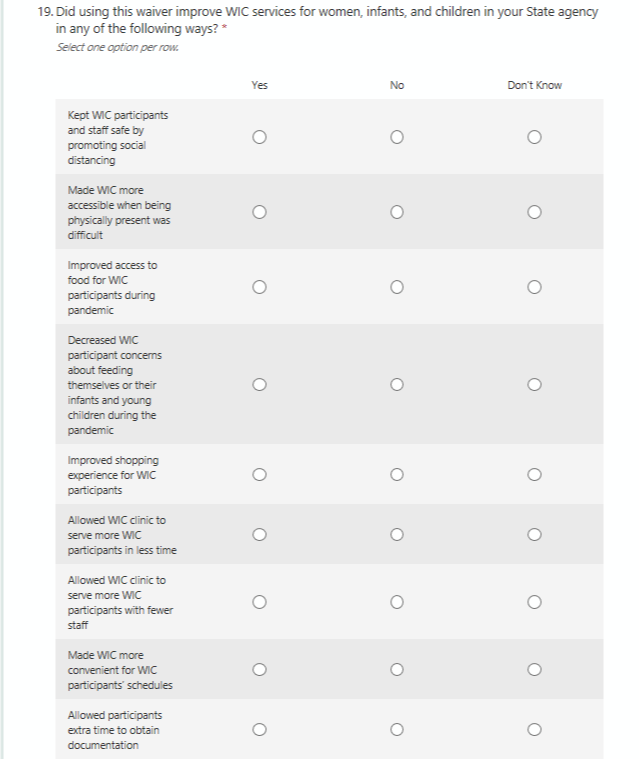 19. Did using this waiver improve WIC services for women, infants, and children in your State agency
in any of the following ways? *
Select one option per row.
Yes No Don't Know
Kept WIC participants
and staff safe by
promoting social
distancing
Made WIC more
accessible when being
physically present was
difficult
Improved access to
food for WIC
participants during
pandemic
Decreased WIC
participant concerns
about feeding
themselves or their
infants and young
children during the
pandemic
Improved shopping
experience for WIC
participants
Allowed WIC clinic to
serve more WIC
participants in less time
Allowed WIC clinic to
serve more WIC
participants with fewer
staff
Made WIC more
convenient for WIC
participants' schedules
Allowed participants
extra time to obtain
documentation